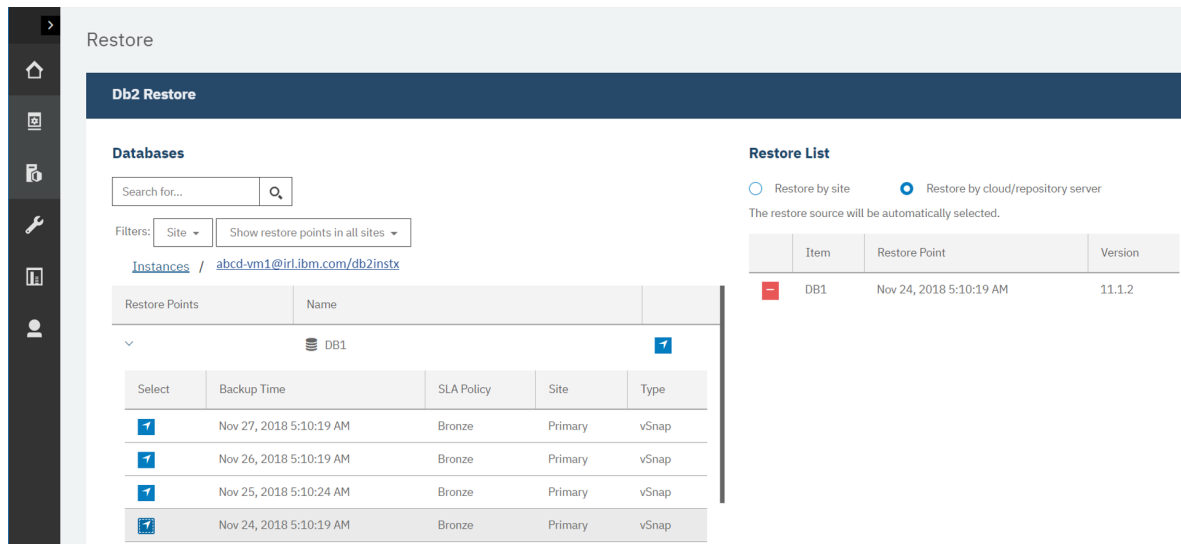 Restore
Db2 Restore
Databases
Search for...
Filters: Site Show restore points in all sites
Instances / abcd-vm1@irl.ibm.com/db2instx
Restore Points Name
DB1
Select Backup Time SLA Policy Site Type
Nov 27, 2018 5:10:19 AM Bronze Primary vSnap
Nov 26, 2018 5:10:19 AM Bronze Primary vSnap
Nov 25, 2018 5:10:24 AM Bronze Primary vSnap
Nov 24, 2018 5:10:19 AM Bronze Primary vSnap
Restore List
Restore by site Restore by cloud/repository server
The restore source will be automatically selected.
Item Restore Point Version
DB1 Nov 24, 2018 5:10:19 AM 11.1.2